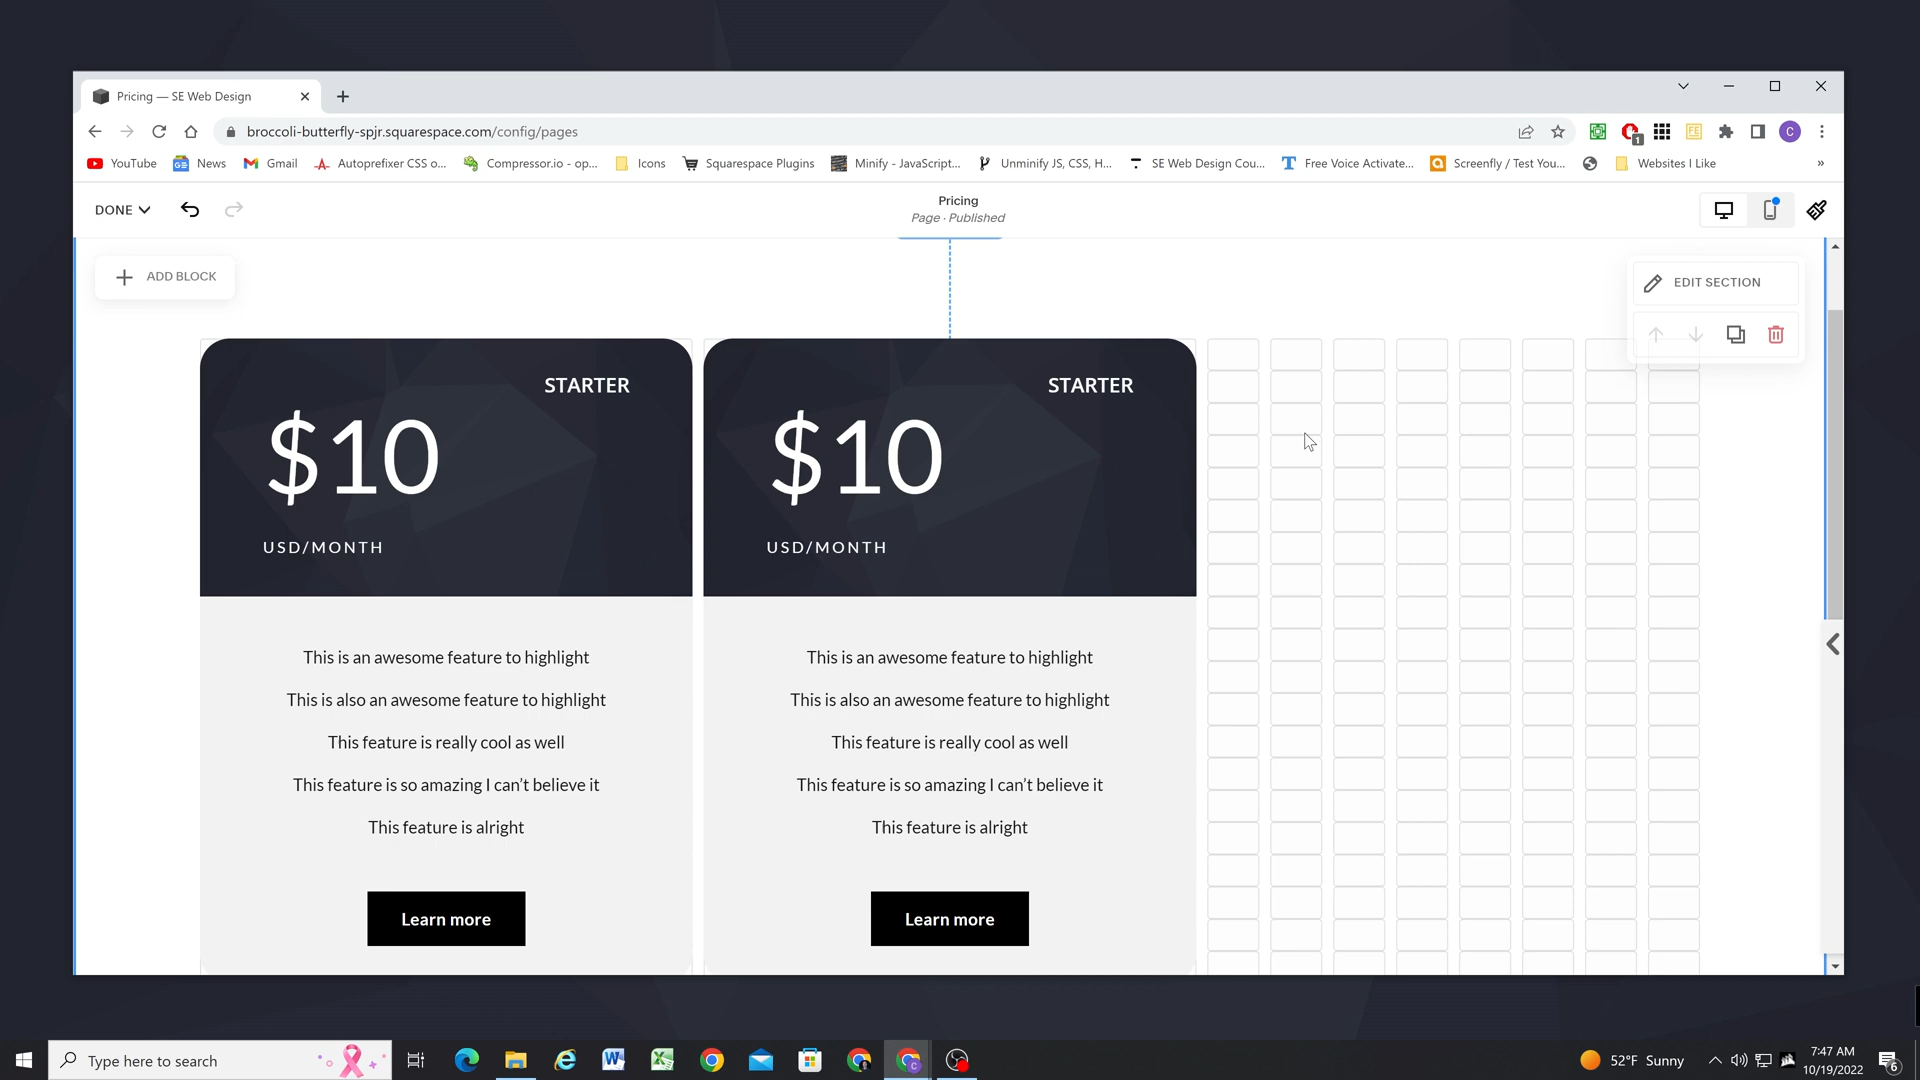 Pricing — SE Web Design
broccoli-butterfly-spjr.squarespace.com/config/pages
1
FE
C
YouTube
GE News
Gmail
Autoprefixer CSS o...
Compressor.io - op...
Icons
Squarespace Plugins
Minify - JavaScript...
Unminify JS, CSS, H...
SE Web Design Cou...
Free Voice Activate...
Screenfly / Test You...
Websites I Like
»
DONE
Pricing
Page · Published
ADD BLOCK
EDIT SECTION
STARTER
$10
USD/MONTH
This is an awesome feature to highlight
This is also an awesome feature to highlight
This feature is really cool as well
This feature is so amazing I can’t believe it
This feature is alright
Learn more
STARTER
$10
USD/MONTH
This is an awesome feature to highlight
This is also an awesome feature to highlight
This feature is really cool as well
This feature is so amazing I can’t believe it
This feature is alright
Learn more
Type here to search
52°F Sunny
7:47 AM
10/19/2022
6